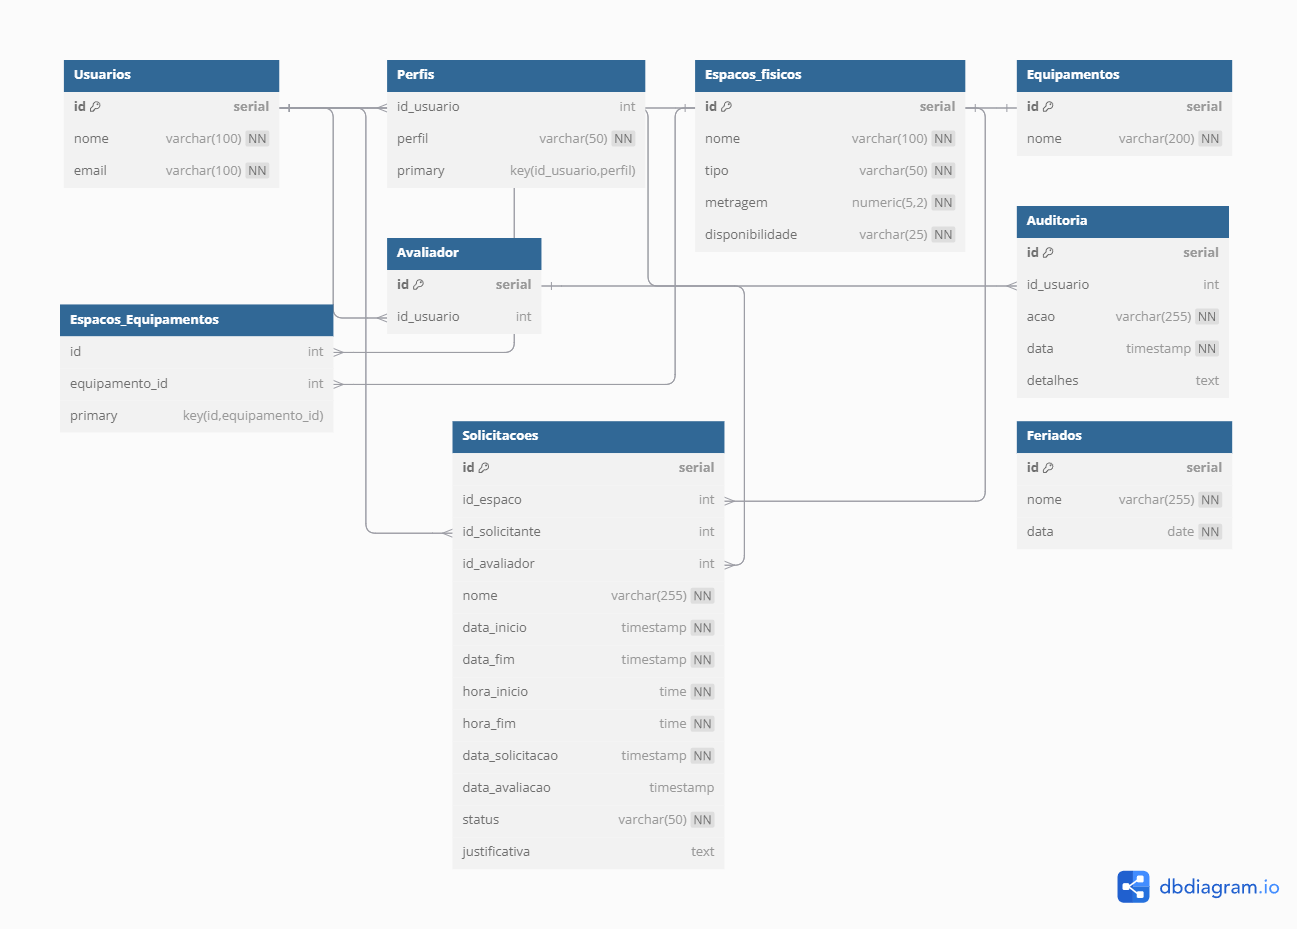 Usuarios
id serial
nome varchar(100) NN
email varchar(100) NN
Perfis
id_usuario int
perfil varchar(50) NN
primary key(id_usuario,perfil)
Espacos_fisicos
id serial
nome varchar(100) NN
tipo varchar(50) NN
metragem numeric(5,2) NN
disponibilidade varchar(25) NN
Equipamentos
id serial
nome varchar(200) NN
Avaliador
id serial
id_usuario int
Auditoria
id serial
id_usuario int
acao varchar(255) NN
data timestamp NN
detalhes text
Espacos_Equipamentos
id int
equipamento_id int
primary key(id,equipamento_id)
Solicitacoes
id serial
id_espaco int
id_solicitante int
id_avaliador int
nome varchar(255) NN
data_inicio timestamp NN
data_fim timestamp NN
hora_inicio time NN
hora_fim time NN
data_solicitacao timestamp NN
data_avaliacao timestamp
status varchar(50) NN
justificativa text
Feriados
id serial
nome varchar(255) NN
data date NN
dbdiagram.io